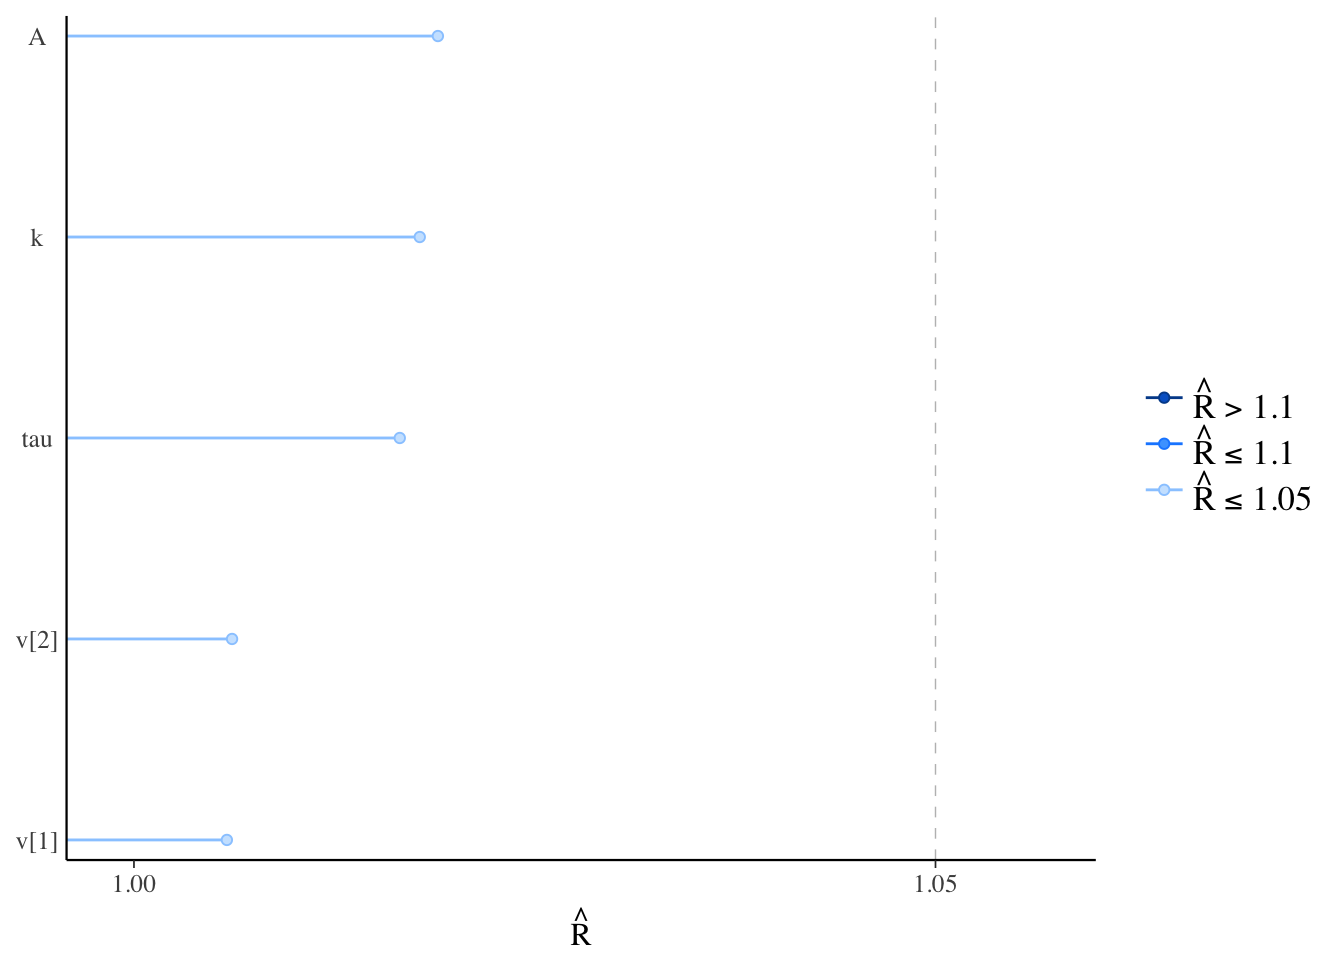 A
k
tau
v[2]
v[1]
1.00 1.05
R̂
R̂ > 1.1
R̂ ≤ 1.1
R̂ ≤ 1.05